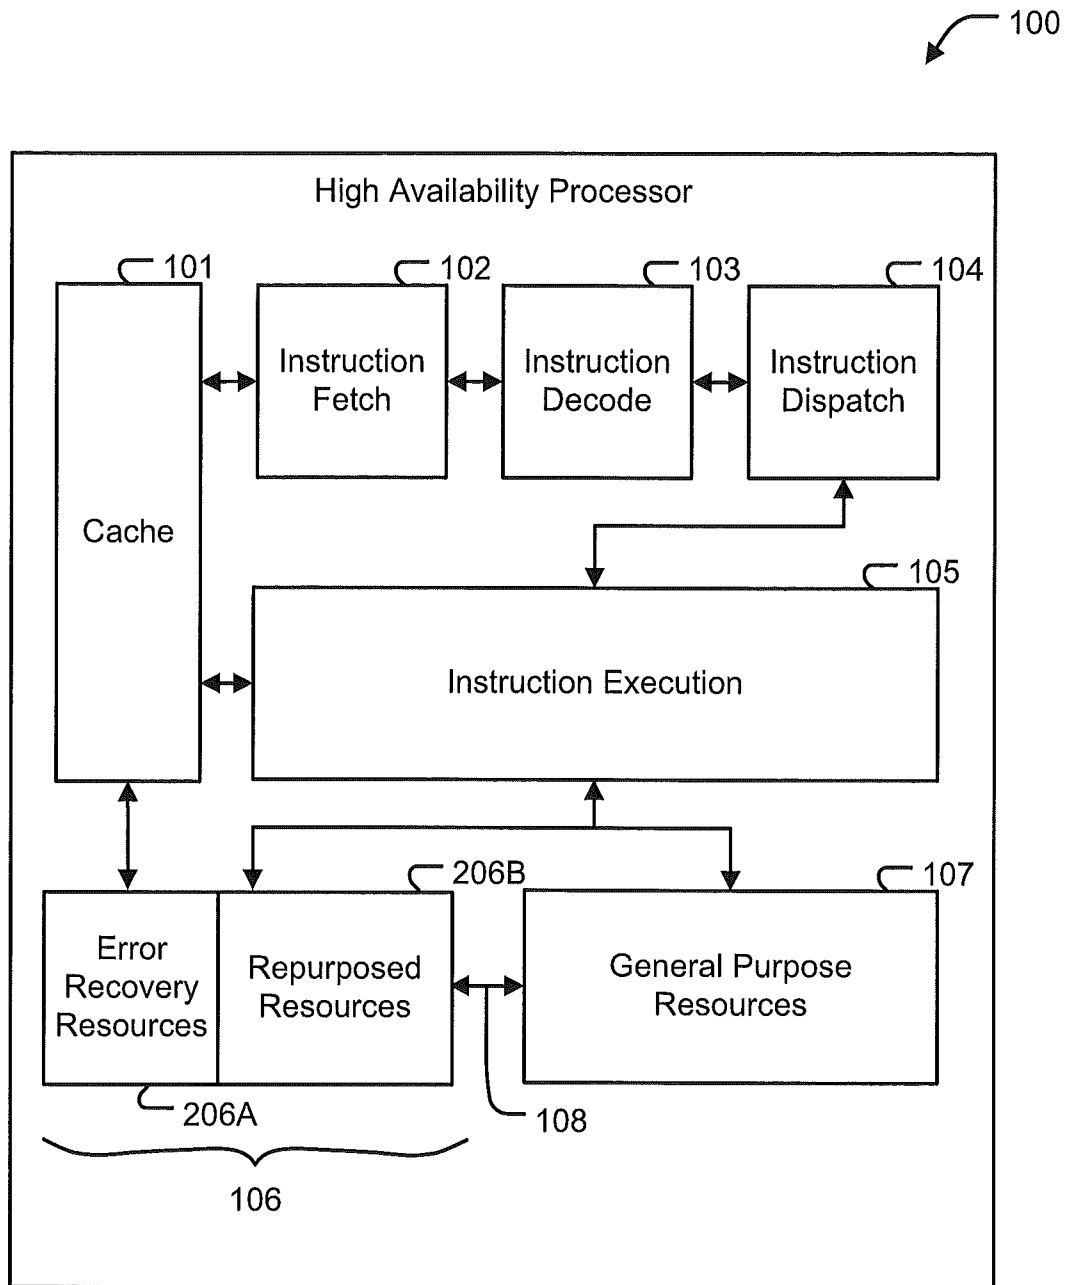 100
High Availability Processor
101
102
103
104
Instruction
Fetch
Instruction
Decode
Instruction
Dispatch
Cache
105
Instruction Execution
206B
107
Error
Recovery
Resources
Repurposed
Resources
General Purpose
Resources
206A
108
106